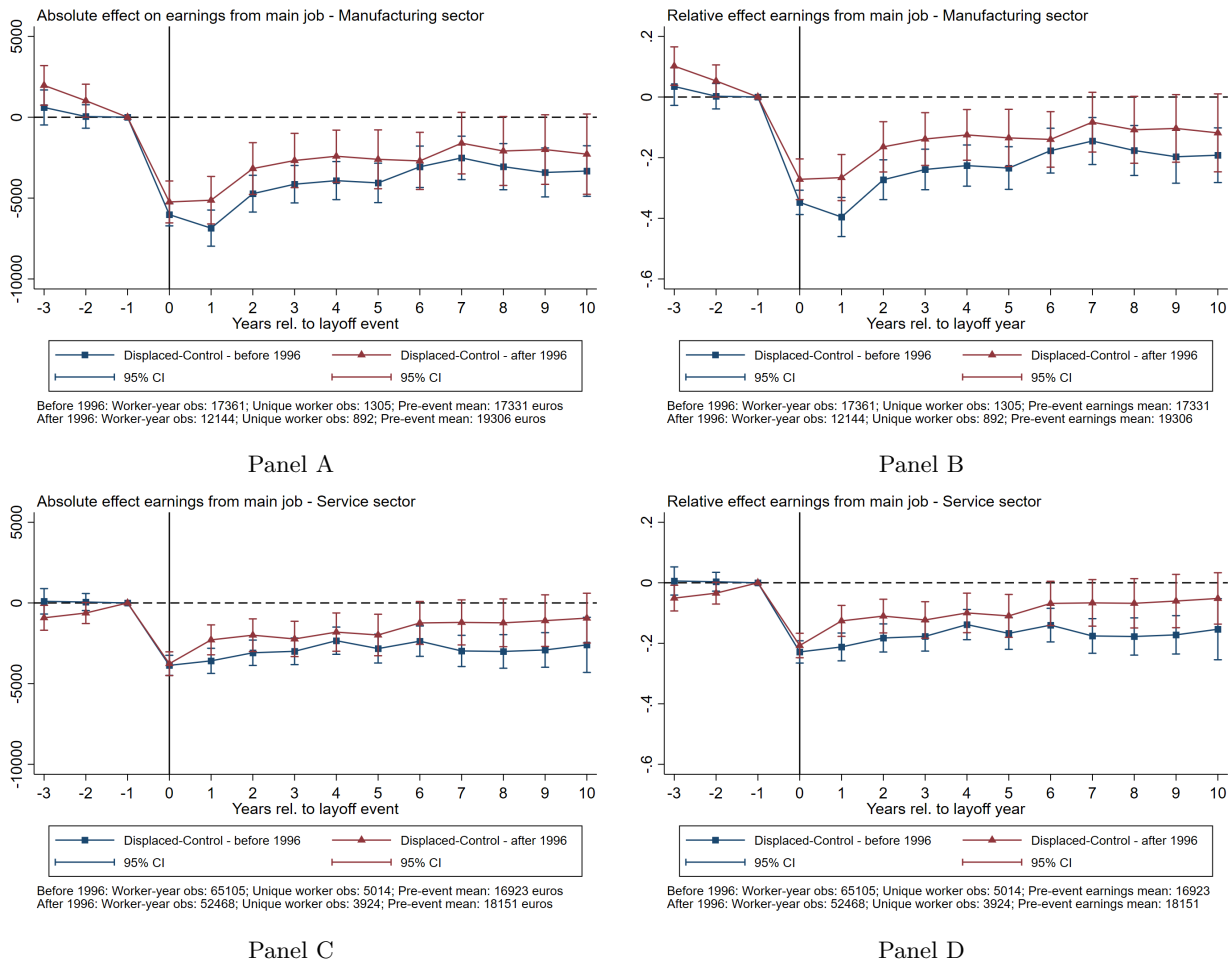 Absolute effect on earnings from main job - Manufacturing sector
5000
0
-5000
-10000
-3 -2 -1 0 1 2 3 4 5 6 7 8 9 10
Years rel. to layoff event
Displaced-Control - before 1996 Displaced-Control - after 1996
95% CI 95% CI
Before 1996: Worker-year obs: 17361; Unique worker obs: 1305; Pre-event mean: 17331 euros
After 1996: Worker-year obs: 12144; Unique worker obs: 892; Pre-event mean: 19306 euros
Panel A
Relative effect earnings from main job - Manufacturing sector
.2
0
-.2
-.4
-.6
-3 -2 -1 0 1 2 3 4 5 6 7 8 9 10
Years rel. to layoff year
Displaced-Control - before 1996 Displaced-Control - after 1996
95% CI 95% CI
Before 1996: Worker-year obs: 17361; Unique worker obs: 1305; Pre-event earnings mean: 17331
After 1996: Worker-year obs: 12144; Unique worker obs: 892; Pre-event earnings mean: 19306
Panel B
Absolute effect earnings from main job - Service sector
5000
0
-5000
-10000
-3 -2 -1 0 1 2 3 4 5 6 7 8 9 10
Years rel. to layoff event
Displaced-Control - before 1996 Displaced-Control - after 1996
95% CI 95% CI
Before 1996: Worker-year obs: 65105; Unique worker obs: 5014; Pre-event mean: 16923 euros
After 1996: Worker-year obs: 52468; Unique worker obs: 3924; Pre-event mean: 18151 euros
Panel C
Relative effect earnings from main job - Service sector
.2
0
-.2
-.4
-.6
-3 -2 -1 0 1 2 3 4 5 6 7 8 9 10
Years rel. to layoff year
Displaced-Control - before 1996 Displaced-Control - after 1996
95% CI 95% CI
Before 1996: Worker-year obs: 65105; Unique worker obs: 5014; Pre-event earnings mean: 16923
After 1996: Worker-year obs: 52468; Unique worker obs: 3924; Pre-event earnings mean: 18151
Panel D